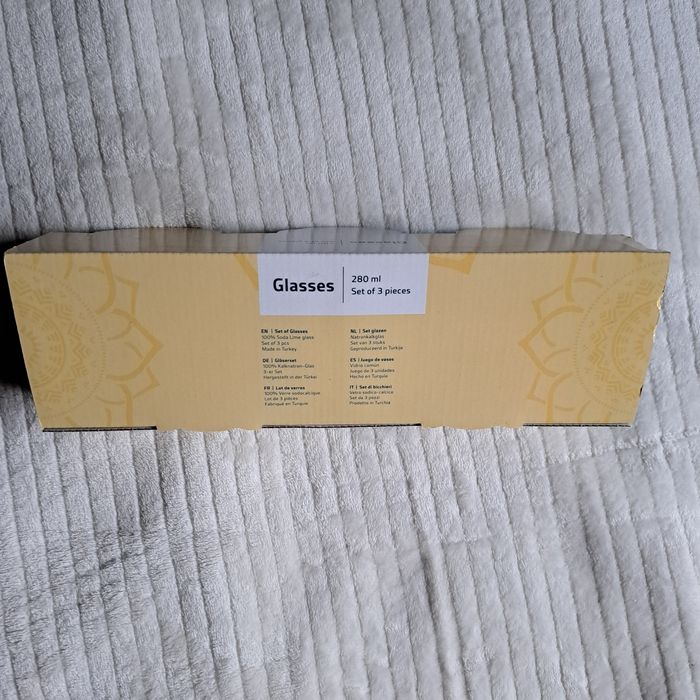 Glasses
280 ml
Set of 3 pieces
EN | Set of Glasses
100% Soda Lime glass
Set of 3 pcs
Made in Turkey
DE | Gläserset
100% Kalknatron-Glas
3-er Set
Hergestellt in der Türkei
FR | Lot de verres
100% Verre sodocalcique
Lot de 3 pièces
Fabriqué en Turquie
NL | Set glazen
Natronkalkglas
Set van 3 stuks
Geproduceerd in Turkije
ES | Juego de vasos
Vidrio común
Juego de 3 unidades
Hecho en Turquía
IT | Set di bicchieri
Vetro sodico-calcico
Set da 3 pezzi
Prodotto in Turchia